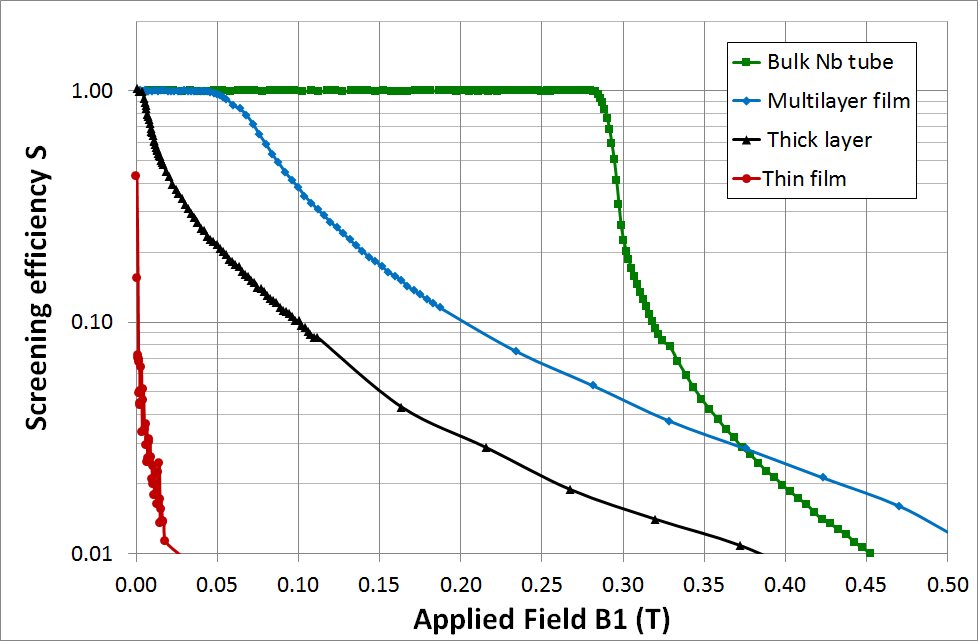 Screening efficiency S
1.00
0.10
0.01
Bulk Nb tube
Multilayer film
Thick layer
Thin film
0.00 0.05 0.10 0.15 0.20 0.25 0.30 0.35 0.40 0.45 0.50
Applied Field B1 (T)